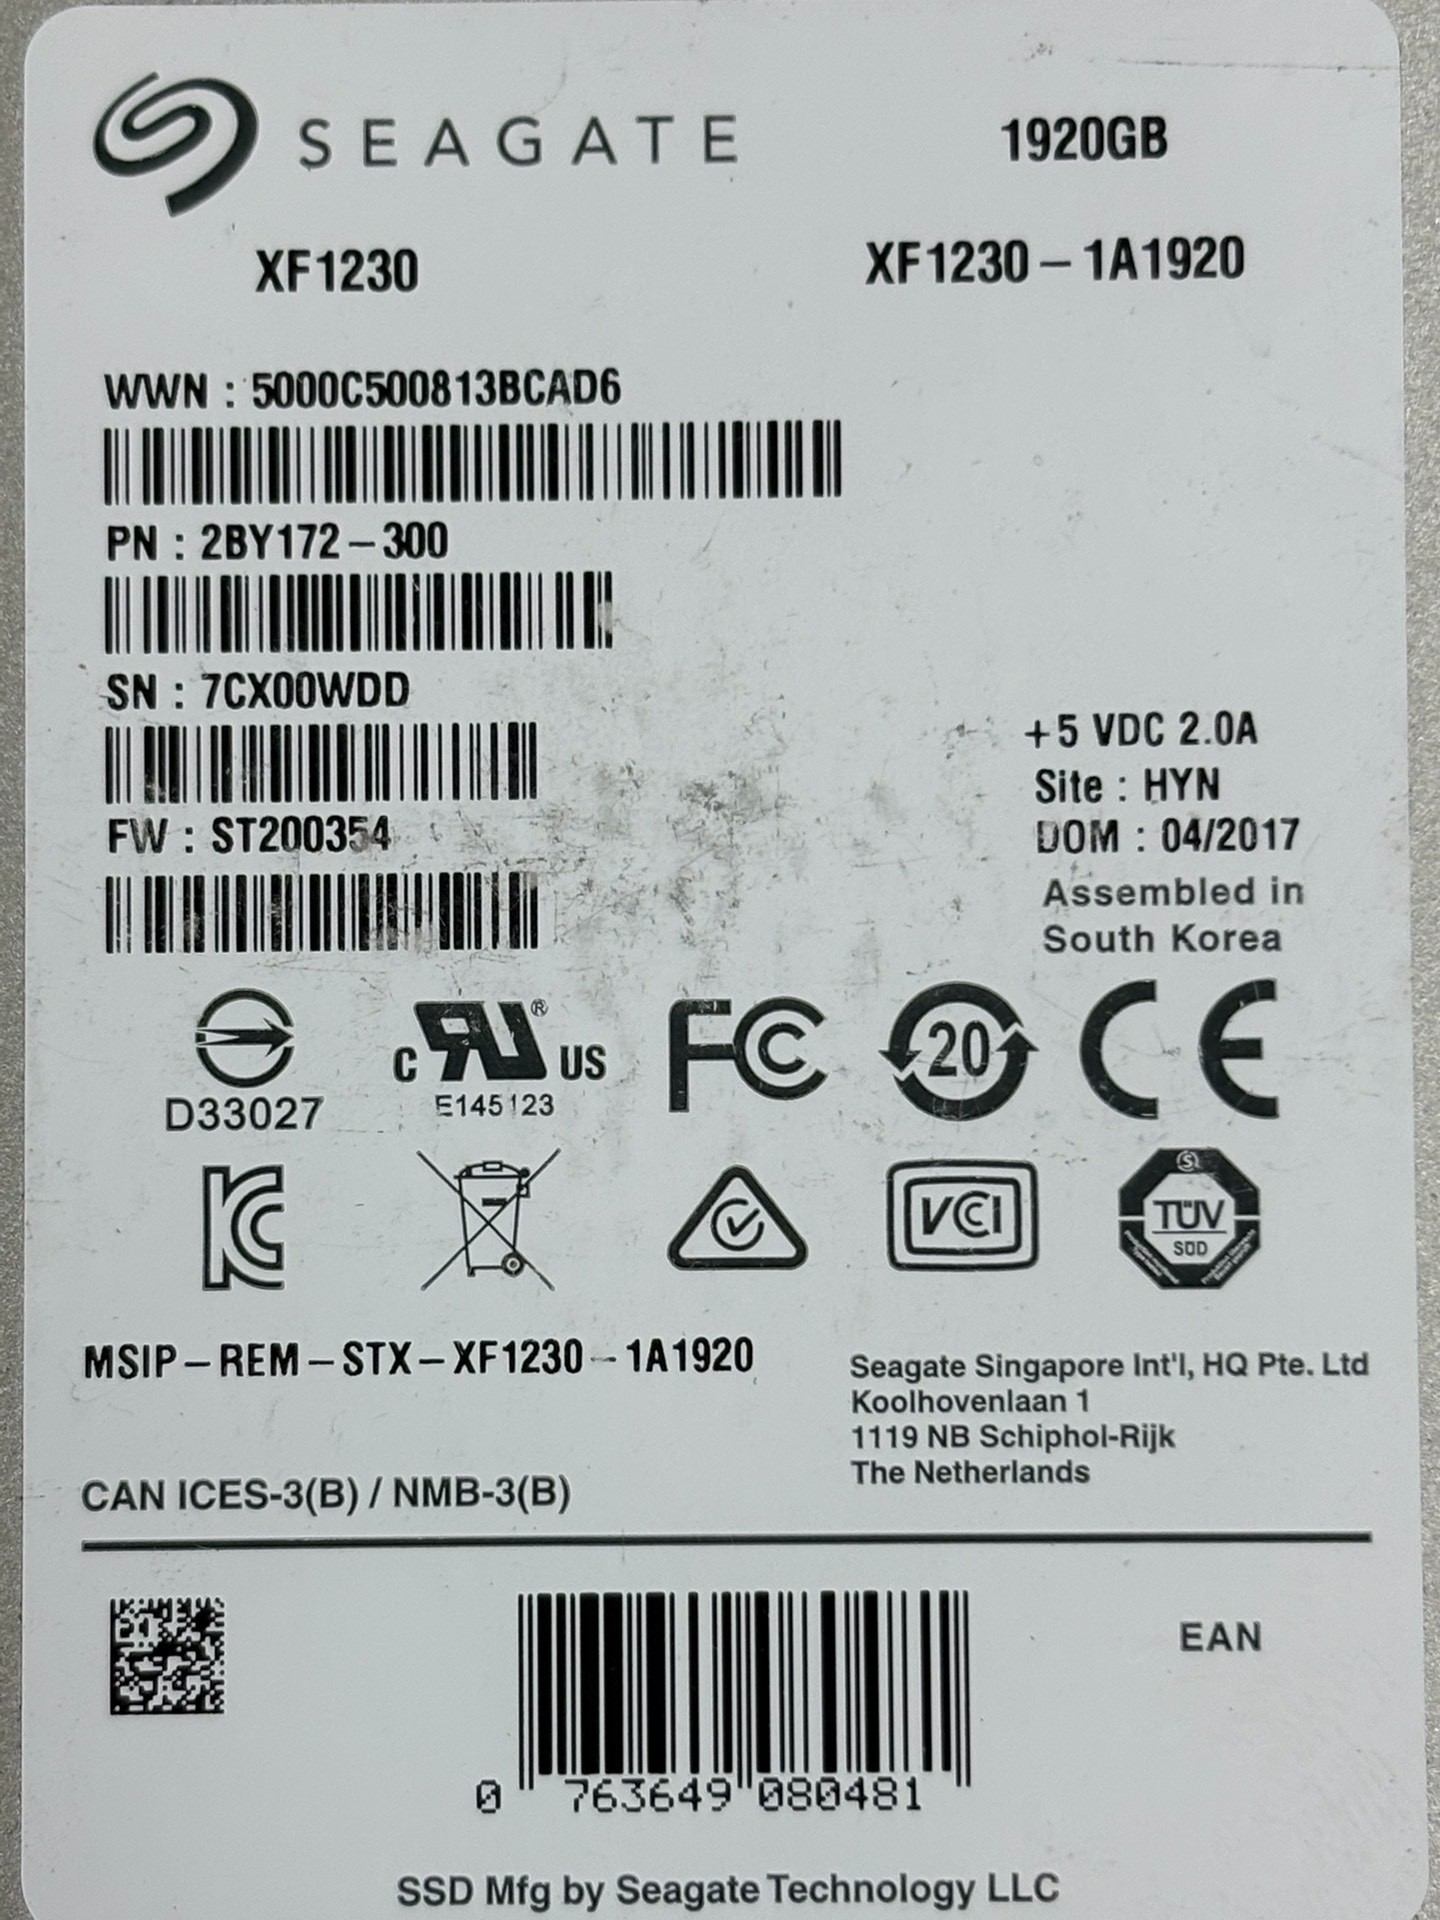 SEAGATE 1920GB
XF1230 XF1230-1A1920
WWN : 5000C500813BCAD6
PN : 2BY172-300
SN : 7CX00WDD
+5 VDC 2.0A
Site : HYN
FW : ST200354
DOM : 04/2017
Assembled in
South Korea
D33027
C RU® US
E145123
FC
20
CE
KC
VCI
TÜV
SÜD
MSIP-REM-STX-XF1230-1A1920
Seagate Singapore Int'l, HQ Pte. Ltd
Koolhovenlaan 1
1119 NB Schiphol-Rijk
The Netherlands
CAN ICES-3(B) / NMB-3(B)
EAN
0 763649 080481
SSD Mfg by Seagate Technology LLC